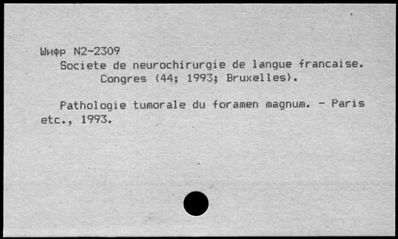 Шифр N2-2309
Societe de neurochirurgie de langue francaise.
Congres (44; 1993; Bruxelles).
Pathologie tumorale du foramen magnum. - Paris
etc., 1993.